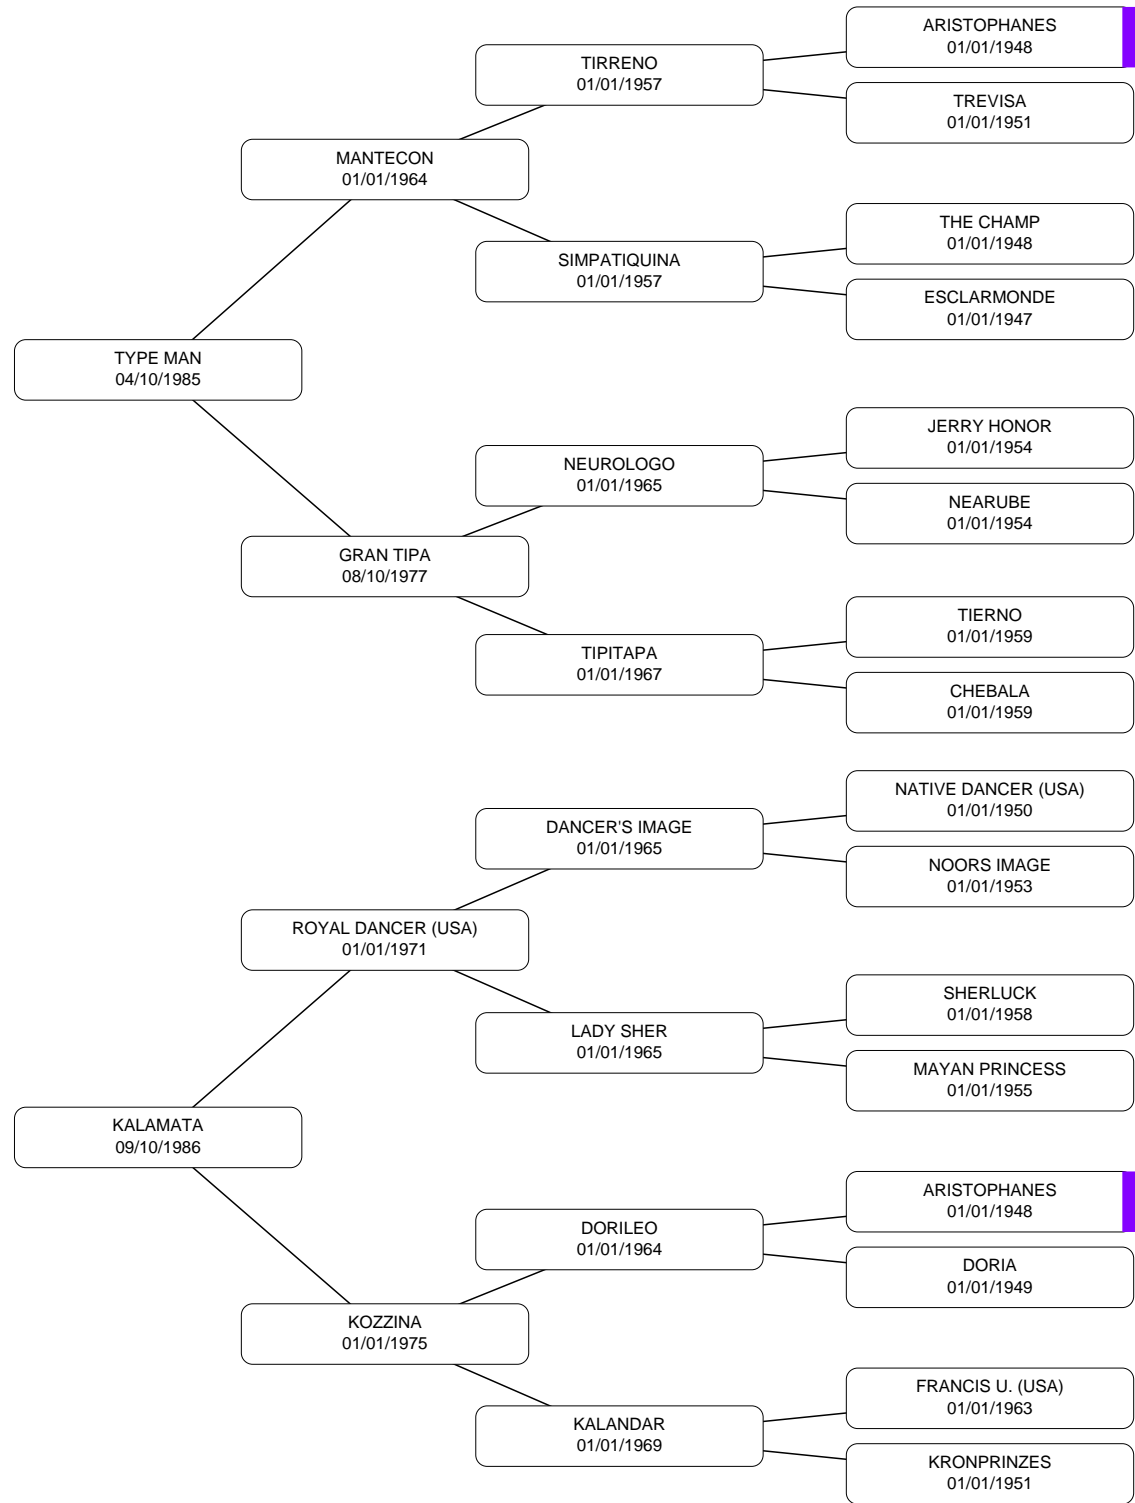 ARISTOPHANES
01/01/1948
TIRRENO
01/01/1957
TREVISA
01/01/1951
MANTECON
01/01/1964
THE CHAMP
01/01/1948
SIMPATIQUINA
01/01/1957
ESCLARMONDE
01/01/1947
TYPE MAN
04/10/1985
JERRY HONOR
01/01/1954
NEUROLOGO
01/01/1965
NEARUBE
01/01/1954
GRAN TIPA
08/10/1977
TIERNO
01/01/1959
TIPITAPA
01/01/1967
CHEBALA
01/01/1959
NATIVE DANCER (USA)
01/01/1950
DANCER'S IMAGE
01/01/1965
NOORS IMAGE
01/01/1953
ROYAL DANCER (USA)
01/01/1971
SHERLUCK
01/01/1958
LADY SHER
01/01/1965
MAYAN PRINCESS
01/01/1955
KALAMATA
09/10/1986
ARISTOPHANES
01/01/1948
DORILEO
01/01/1964
DORIA
01/01/1949
KOZZINA
01/01/1975
FRANCIS U. (USA)
01/01/1963
KALANDAR
01/01/1969
KRONPRINZES
01/01/1951